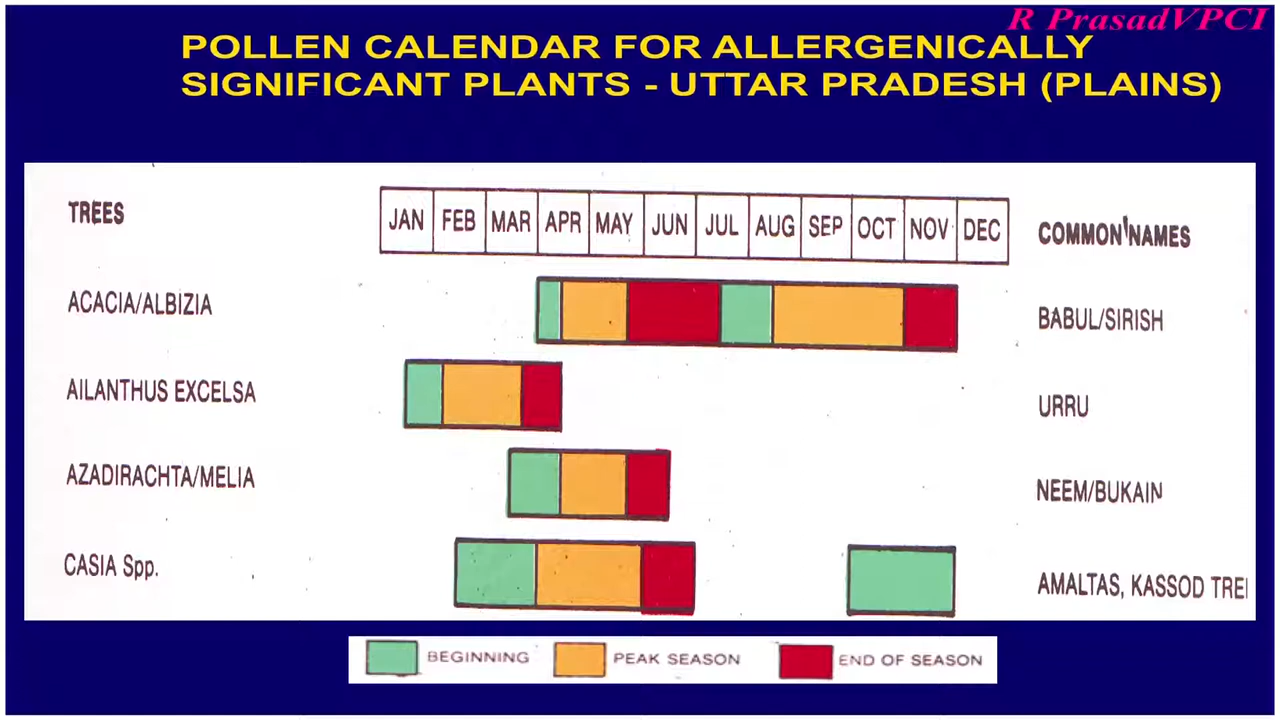 R PrasadVPCI
POLLEN CALENDAR FOR ALLERGENICALLY
SIGNIFICANT PLANTS - UTTAR PRADESH (PLAINS)
TREES JAN FEB MAR APR MAY JUN JUL AUG SEP OCT NOV DEC COMMON NAMES
ACACIA/ALBIZIA BABUL/SIRISH
AILANTHUS EXCELSA URRU
AZADIRACHTA/MELIA NEEM/BUKAIN
CASIA Spp. AMALTAS, KASSOD TRE
BEGINNING PEAK SEASON END OF SEASON